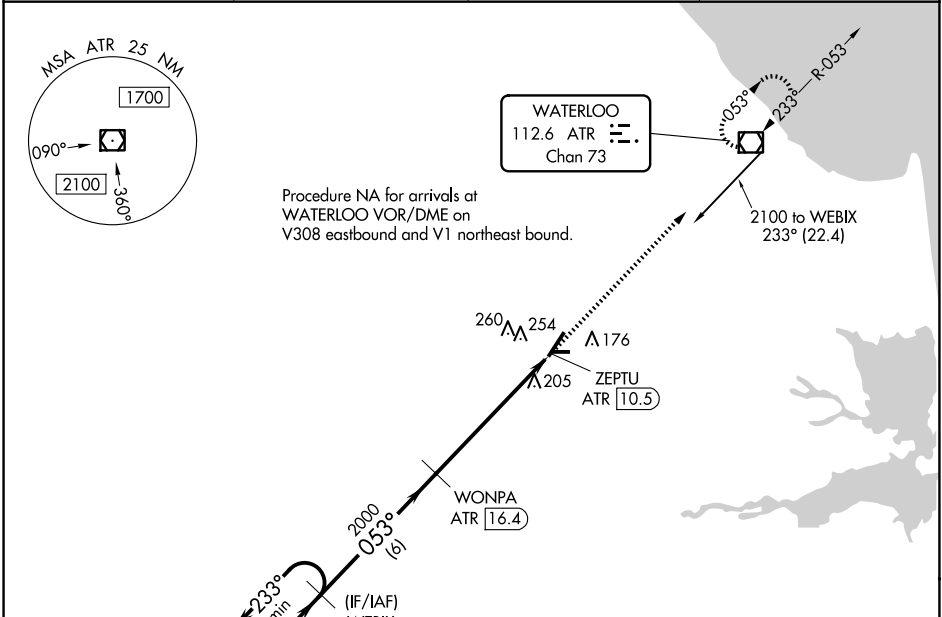 MSA ATR 25 NM
1700
090°
2100
360°
WATERLOO
112.6 ATR
Chan 73
053°
233°
R-053
2100 to WEBIX
233° (22.4)
Procedure NA for arrivals at
WATERLOO VOR/DME on
V308 eastbound and V1 northeast bound.
260
254
176
205
ZEPTU
ATR 10.5
WONPA
ATR 16.4
2000
053°
(6)
233°
min
(IF/IAF)